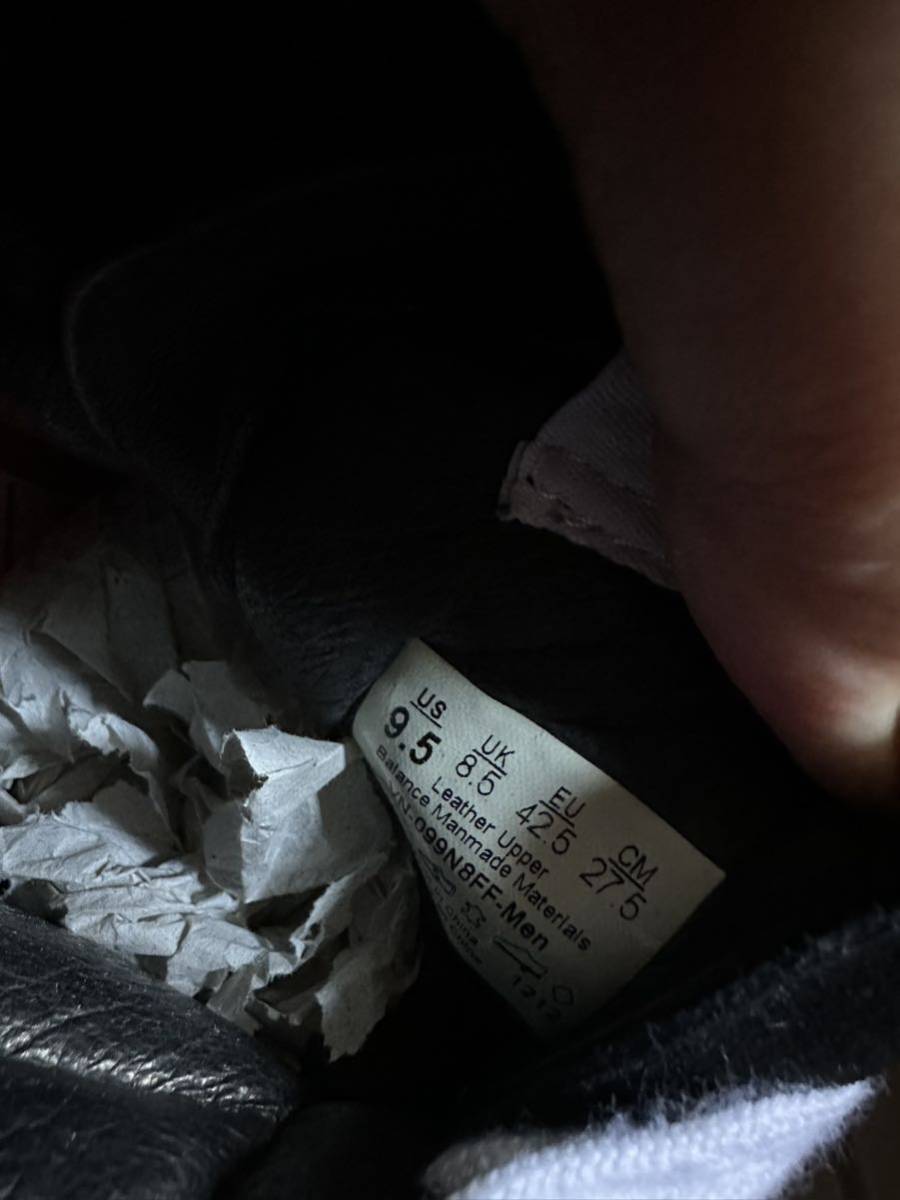 US UK EU CM
9.5 8.5 42.5 27.5
Leather Upper
Balance Manmade Materials
099N8FF-Men
China